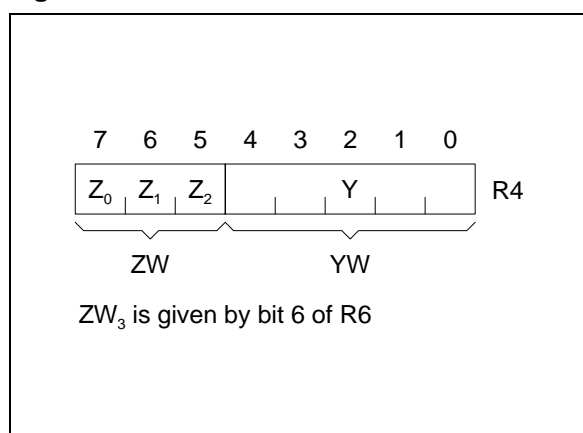 7 6 5 4 3 2 1 0
Z₀ Z₁ Z₂ Y R4
ZW YW
ZW₃ is given by bit 6 of R6